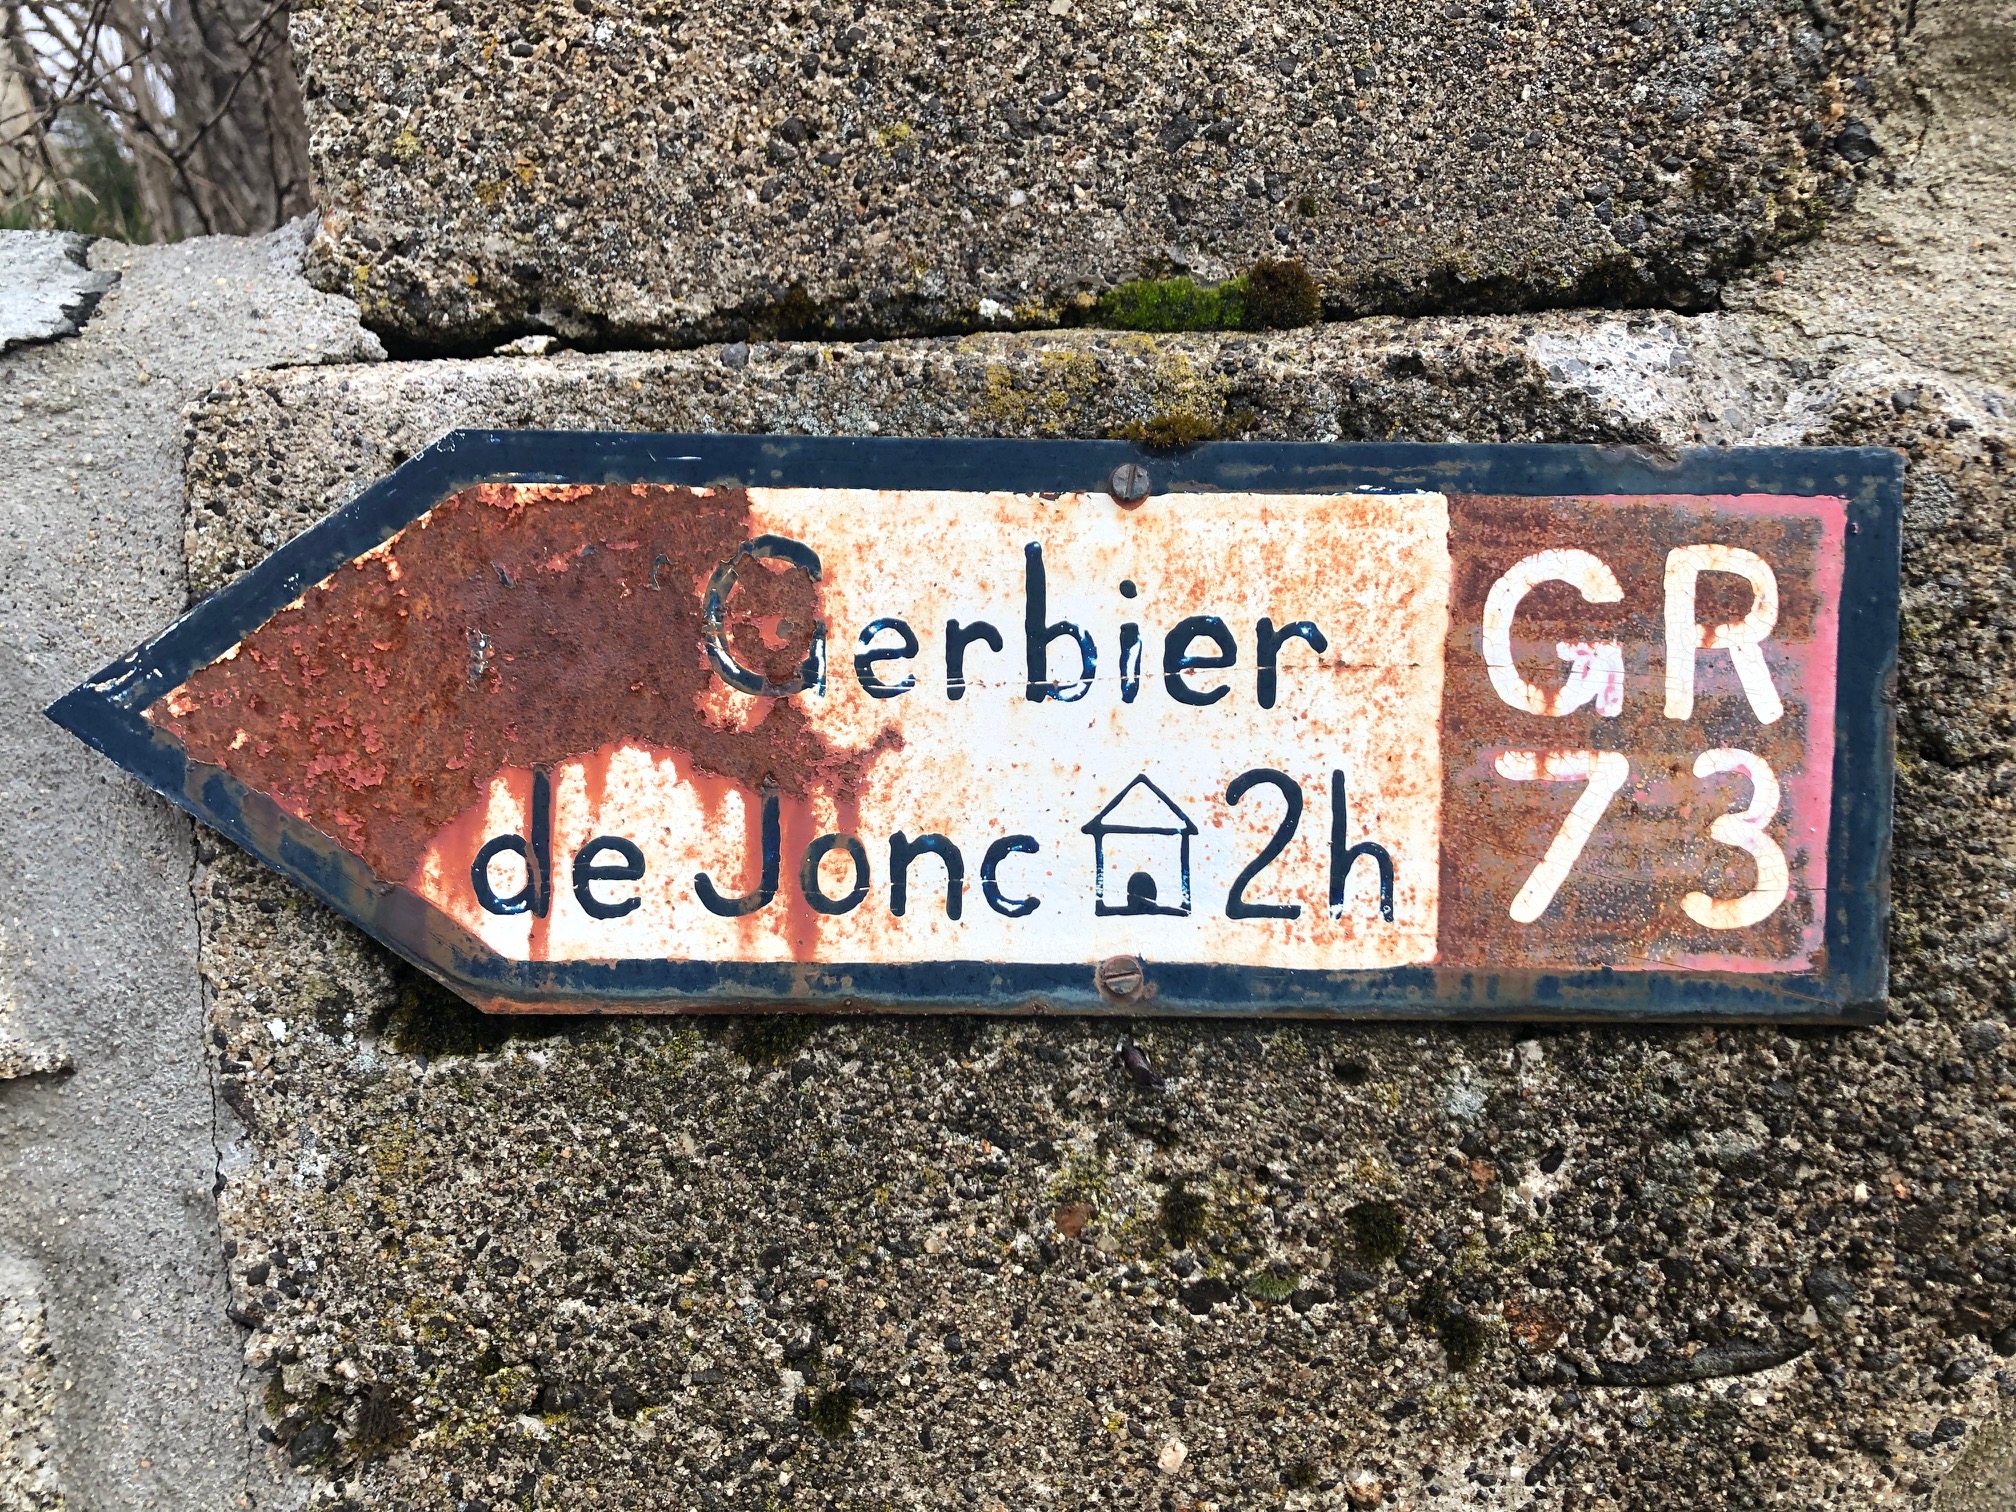 Gerbier
de Jonc 2h
GR
73